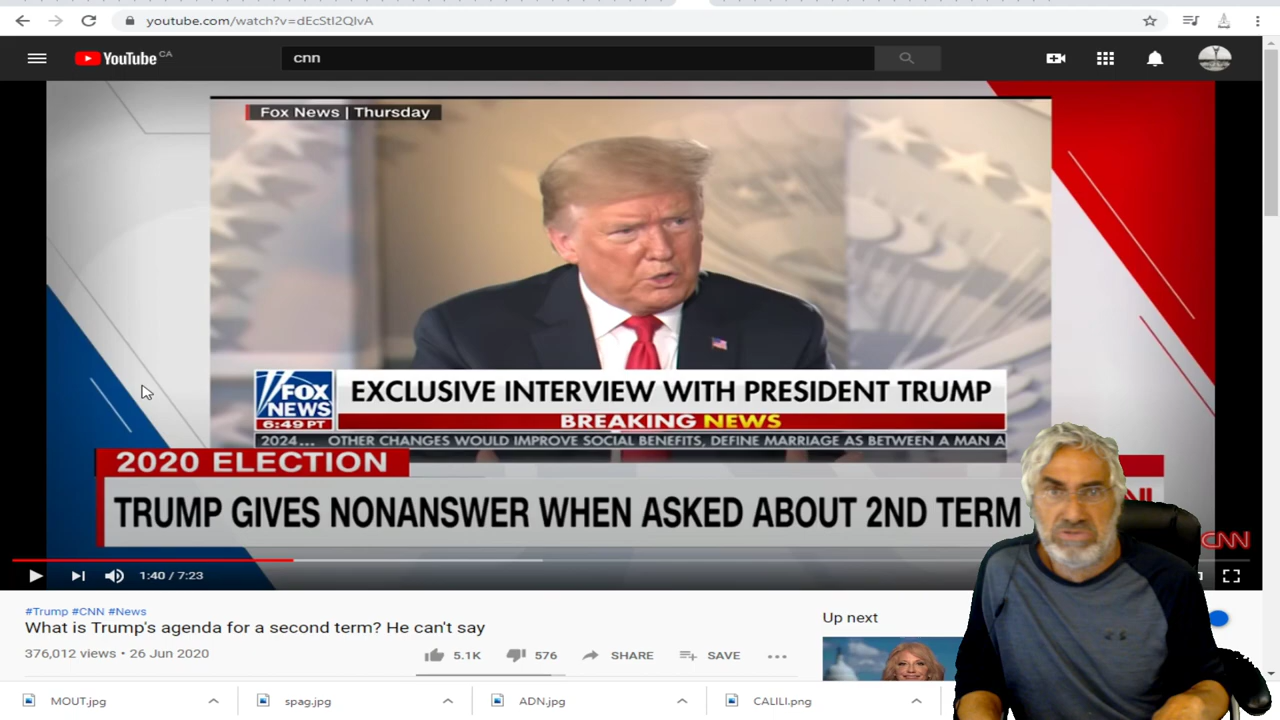 youtube.com/watch?v=dEcStI2QIvA
YouTube CA
cnn
Fox News | Thursday
FOX NEWS
6:49 PT
EXCLUSIVE INTERVIEW WITH PRESIDENT TRUMP
BREAKING NEWS
2024... OTHER CHANGES WOULD IMPROVE SOCIAL BENEFITS, DEFINE MARRIAGE AS BETWEEN A MAN A
2020 ELECTION
TRUMP GIVES NONANSWER WHEN ASKED ABOUT 2ND TERM
CNN
1:40 / 7:23
#Trump #CNN #News
What is Trump's agenda for a second term? He can't say
376,012 views • 26 Jun 2020
5.1K 576 SHARE SAVE
Up next
MOUT.jpg spag.jpg ADN.jpg CALILI.png